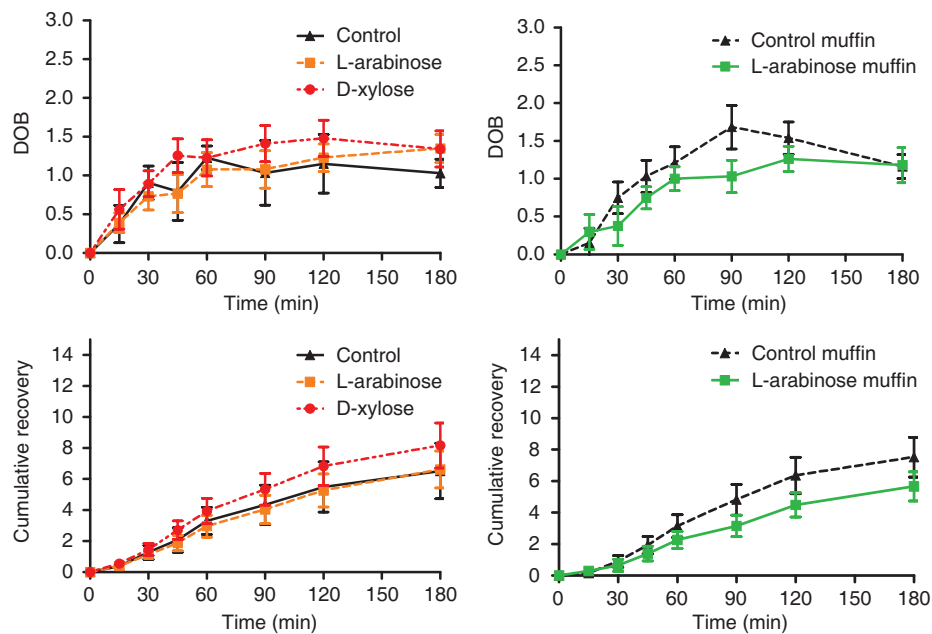 3.0
2.5
2.0
1.5
1.0
0.5
0.0
DOB
Control
L-arabinose
D-xylose
0 30 60 90 120 180
Time (min)
3.0
2.5
2.0
1.5
1.0
0.5
0.0
DOB
Control muffin
L-arabinose muffin
0 30 60 90 120 180
Time (min)
14
12
10
8
6
4
2
0
Cumulative recovery
Control
L-arabinose
D-xylose
0 30 60 90 120 180
Time (min)
14
12
10
8
6
4
2
0
Cumulative recovery
Control muffin
L-arabinose muffin
0 30 60 90 120 180
Time (min)